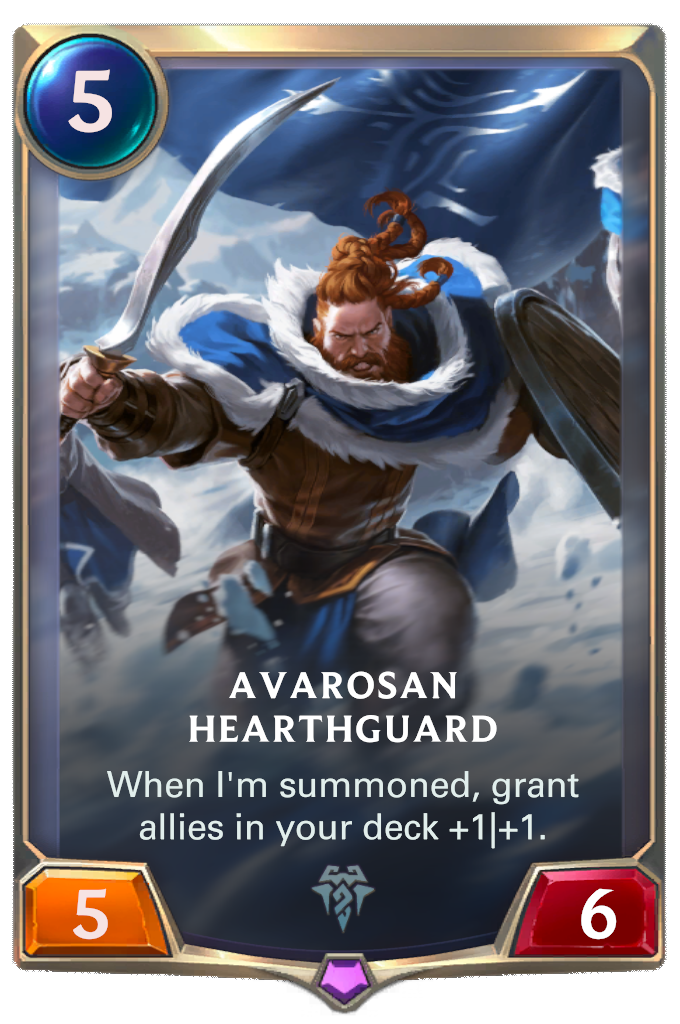 5
AVAROSAN
HEARTHGUARD
When I'm summoned, grant
allies in your deck +1|+1.
5
6